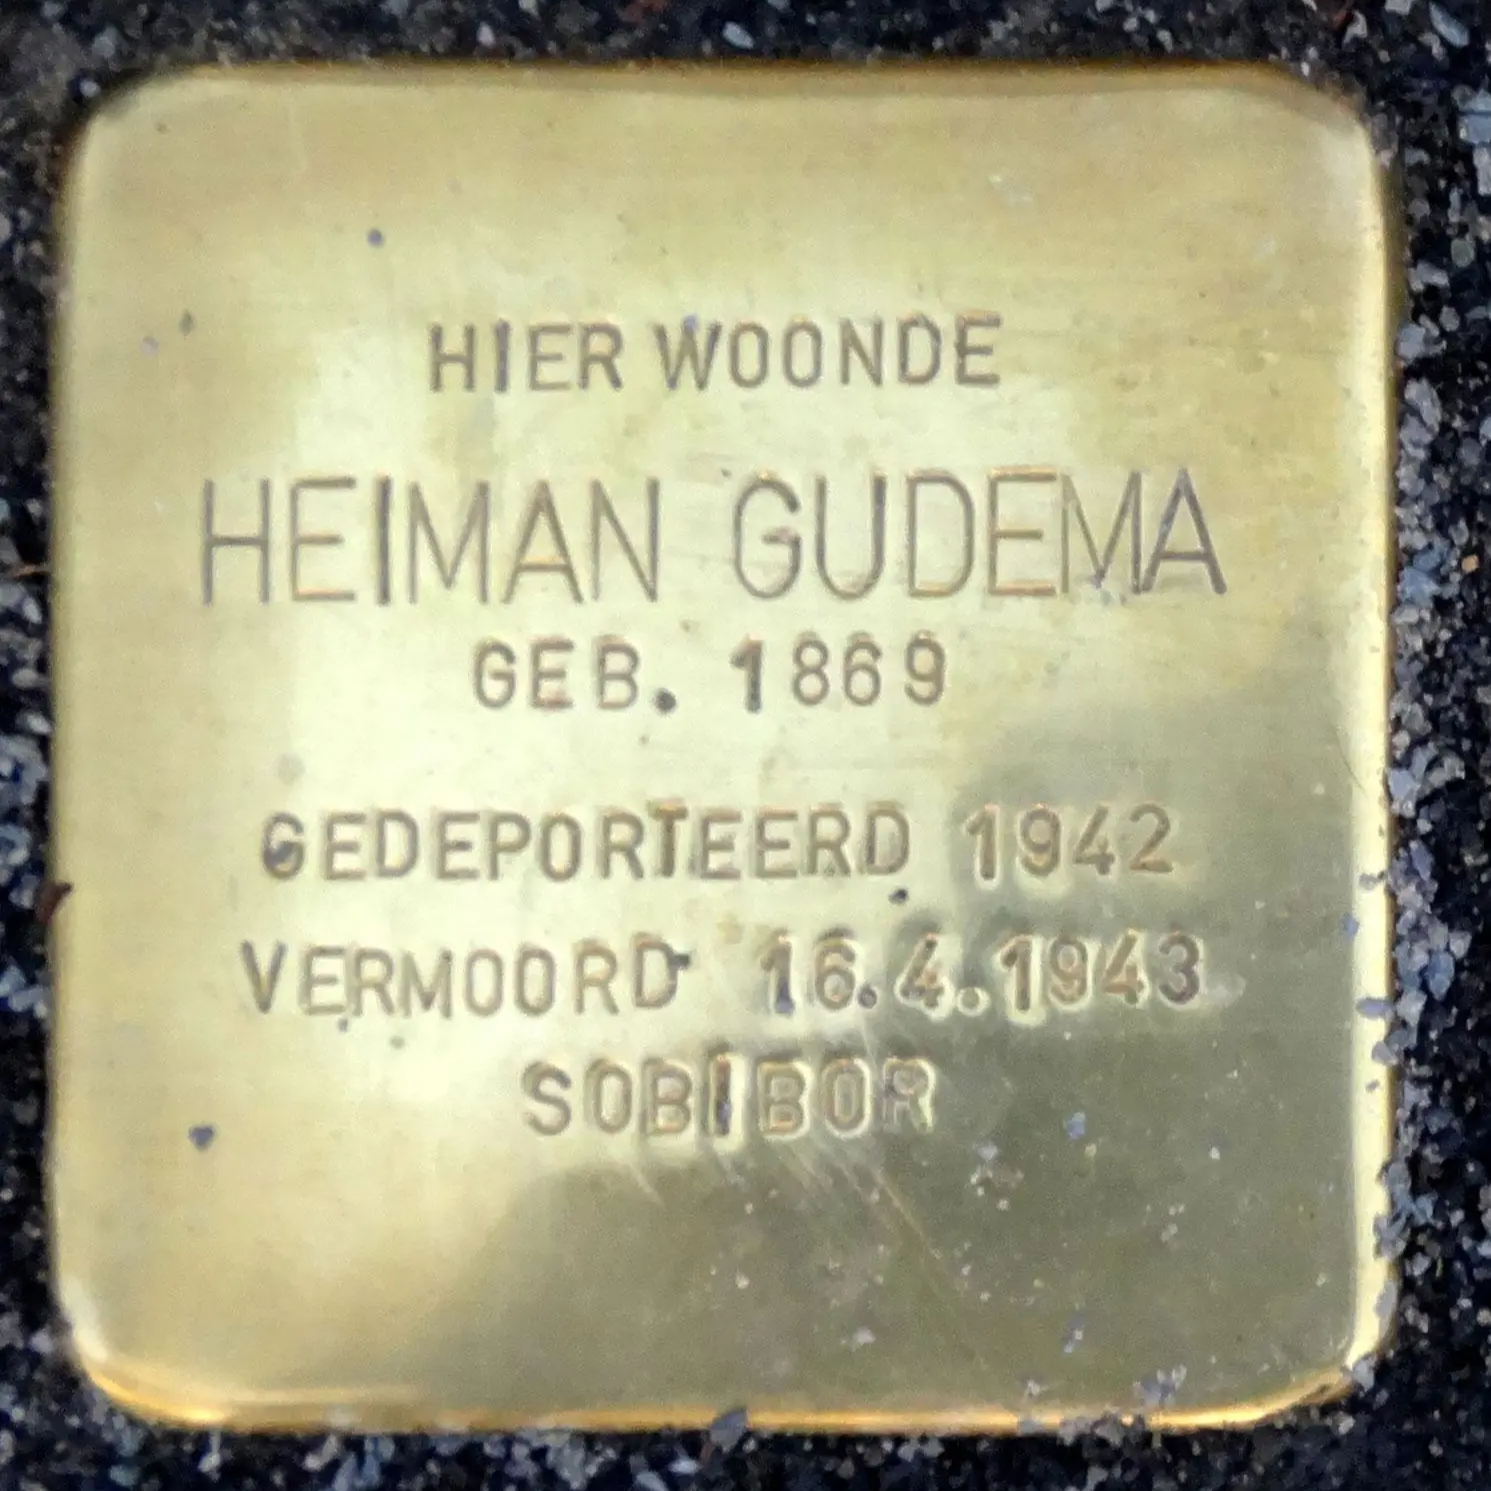 HIER WOONDE
HEIMAN GUDEMA
GEB. 1869
GEDEPORTEERD 1942
VERMOORD 16.4.1943
SOBIBOR